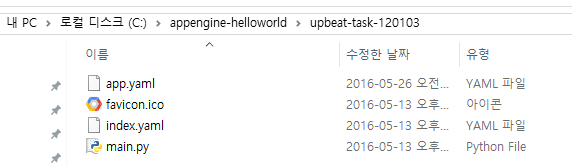 내 PC > 로컬 디스크 (C:) > appengine-helloworld > upbeat-task-120103
이름 수정한 날짜 유형
app.yaml 2016-05-26 오전... YAML 파일
favicon.ico 2016-05-13 오후... 아이콘
index.yaml 2016-05-13 오후... YAML 파일
main.py 2016-05-13 오후... Python File